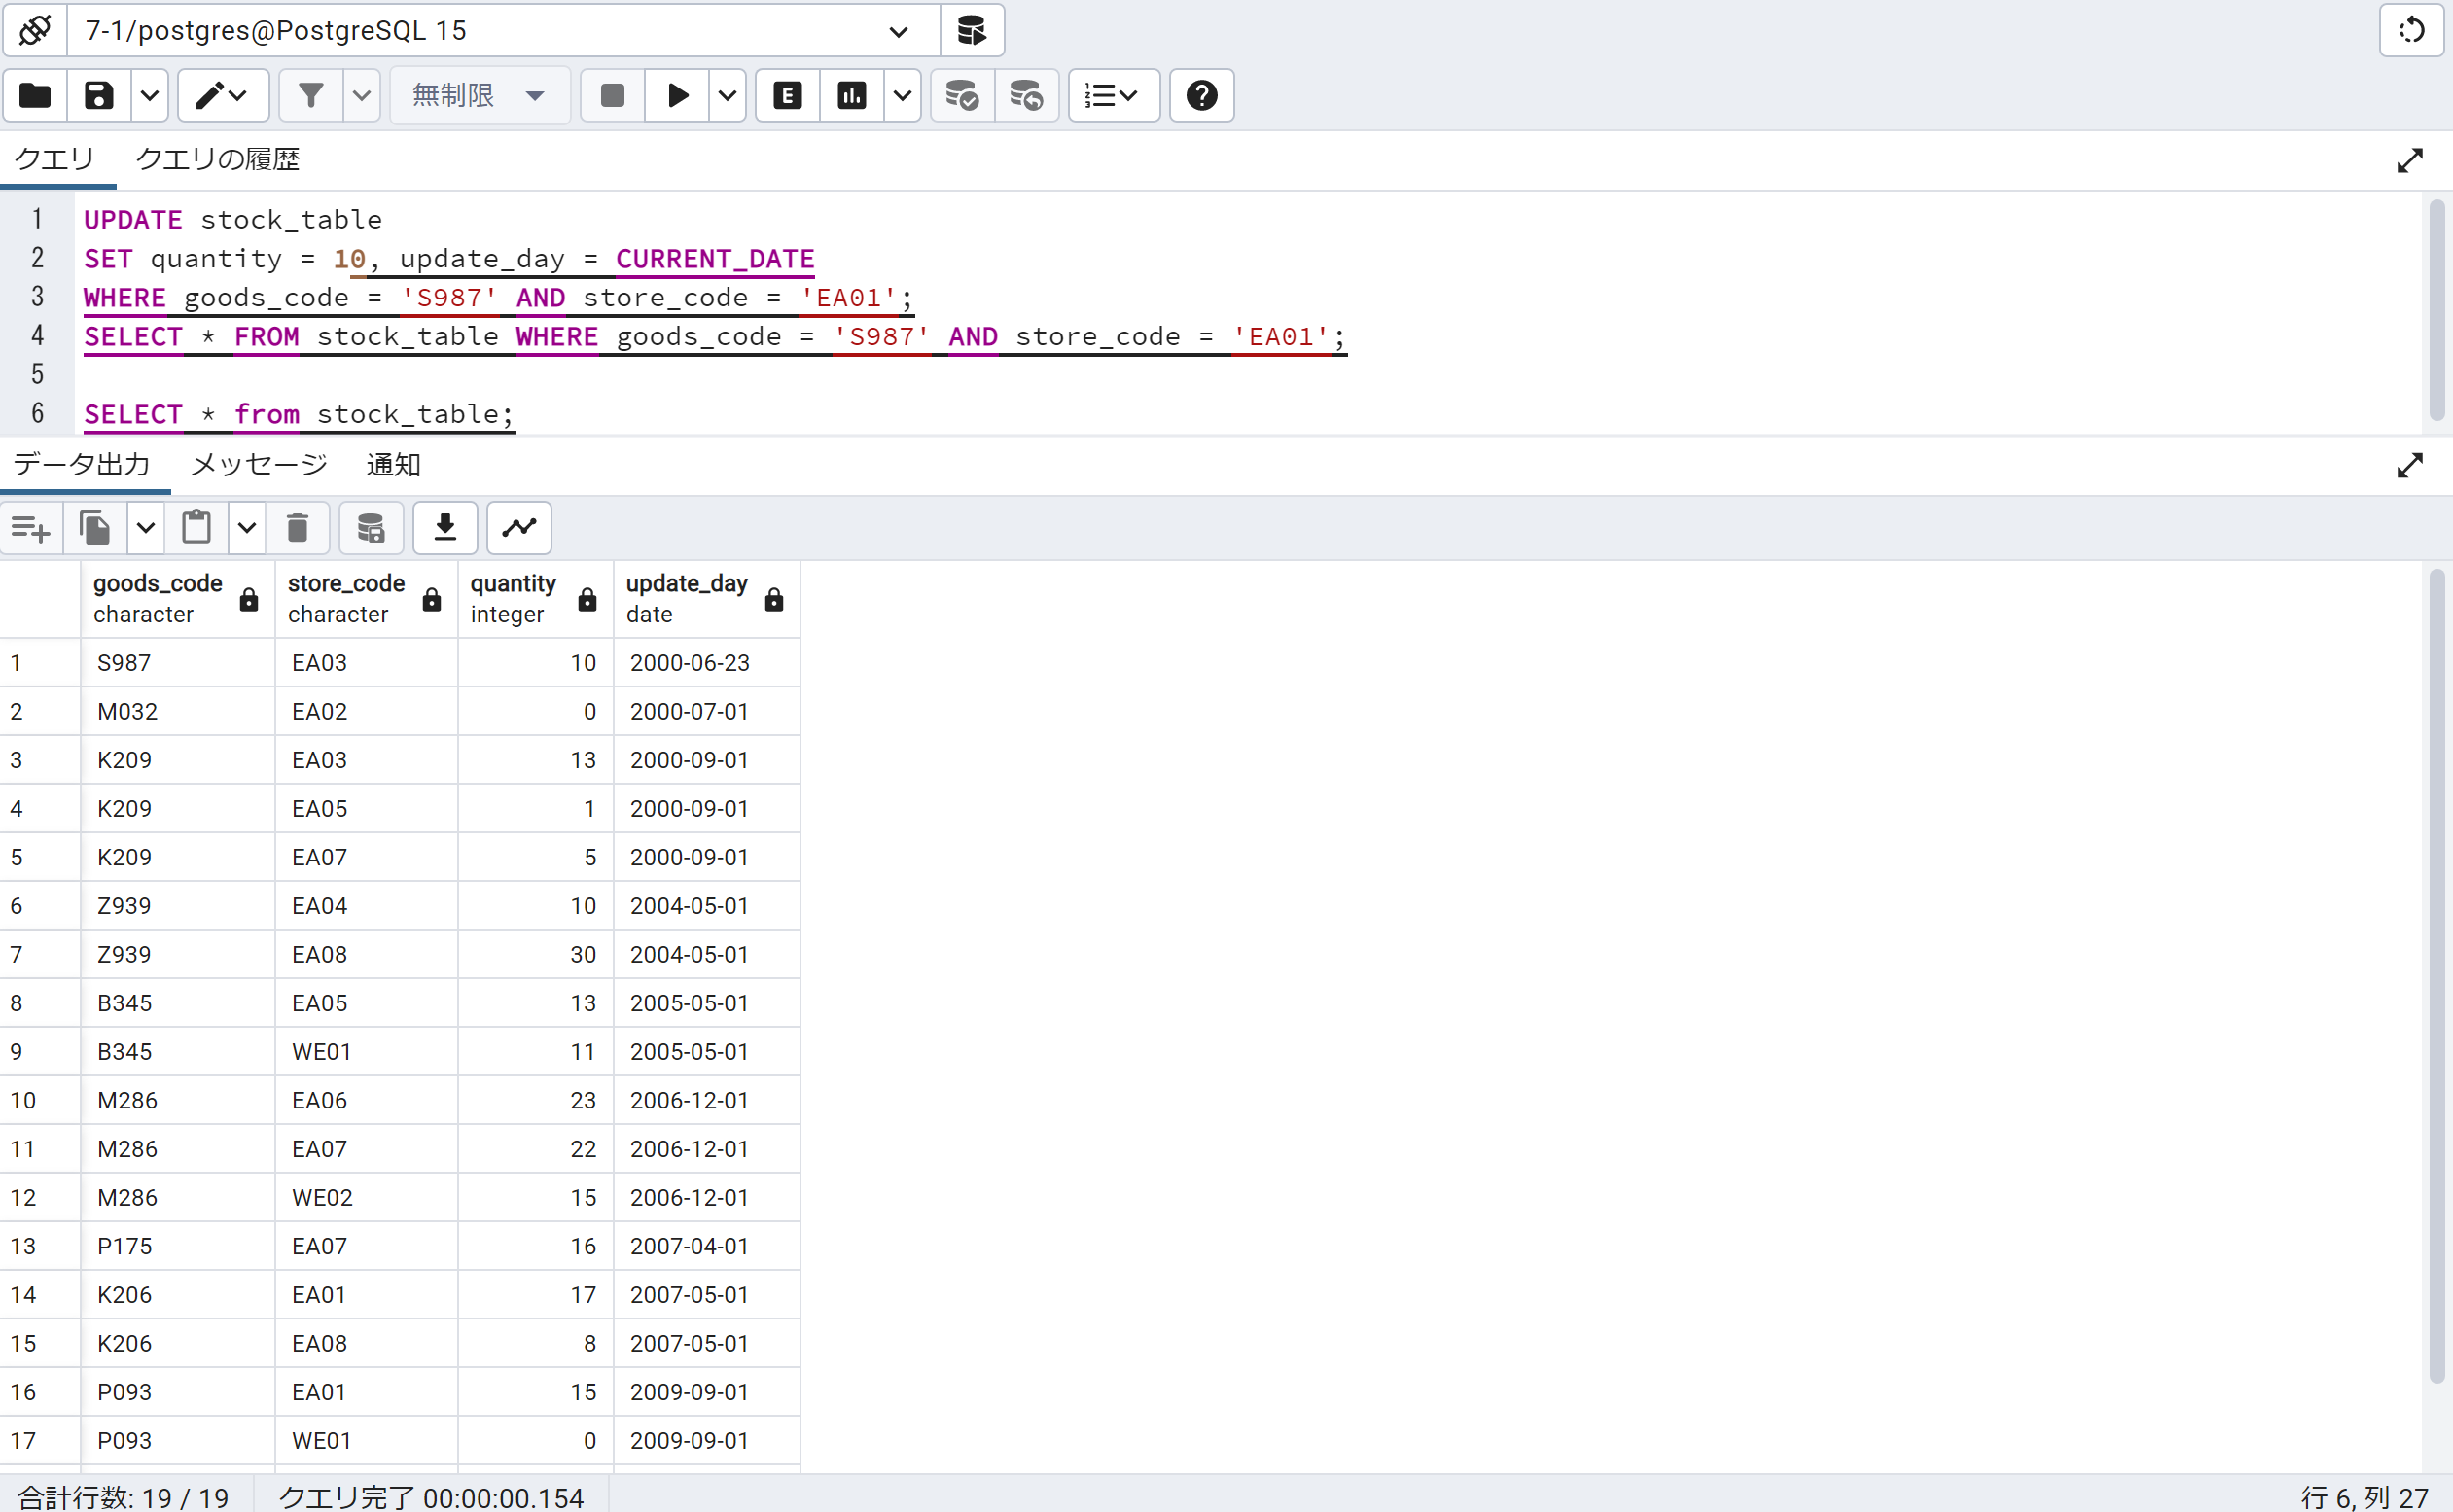 7-1/postgres@PostgreSQL 15
無制限
クエリ クエリの履歴
1 UPDATE stock_table
2 SET quantity = 10, update_day = CURRENT_DATE
3 WHERE goods_code = 'S987' AND store_code = 'EA01';
4 SELECT * FROM stock_table WHERE goods_code = 'S987' AND store_code = 'EA01';
5
6 SELECT * from stock_table;
データ出力 メッセージ 通知
goods_code store_code quantity update_day
character character integer date
1 S987 EA03 10 2000-06-23
2 M032 EA02 0 2000-07-01
3 K209 EA03 13 2000-09-01
4 K209 EA05 1 2000-09-01
5 K209 EA07 5 2000-09-01
6 Z939 EA04 10 2004-05-01
7 Z939 EA08 30 2004-05-01
8 B345 EA05 13 2005-05-01
9 B345 WE01 11 2005-05-01
10 M286 EA06 23 2006-12-01
11 M286 EA07 22 2006-12-01
12 M286 WE02 15 2006-12-01
13 P175 EA07 16 2007-04-01
14 K206 EA01 17 2007-05-01
15 K206 EA08 8 2007-05-01
16 P093 EA01 15 2009-09-01
17 P093 WE01 0 2009-09-01
合計行数: 19 / 19 クエリ完了 00:00:00.154 行 6, 列 27